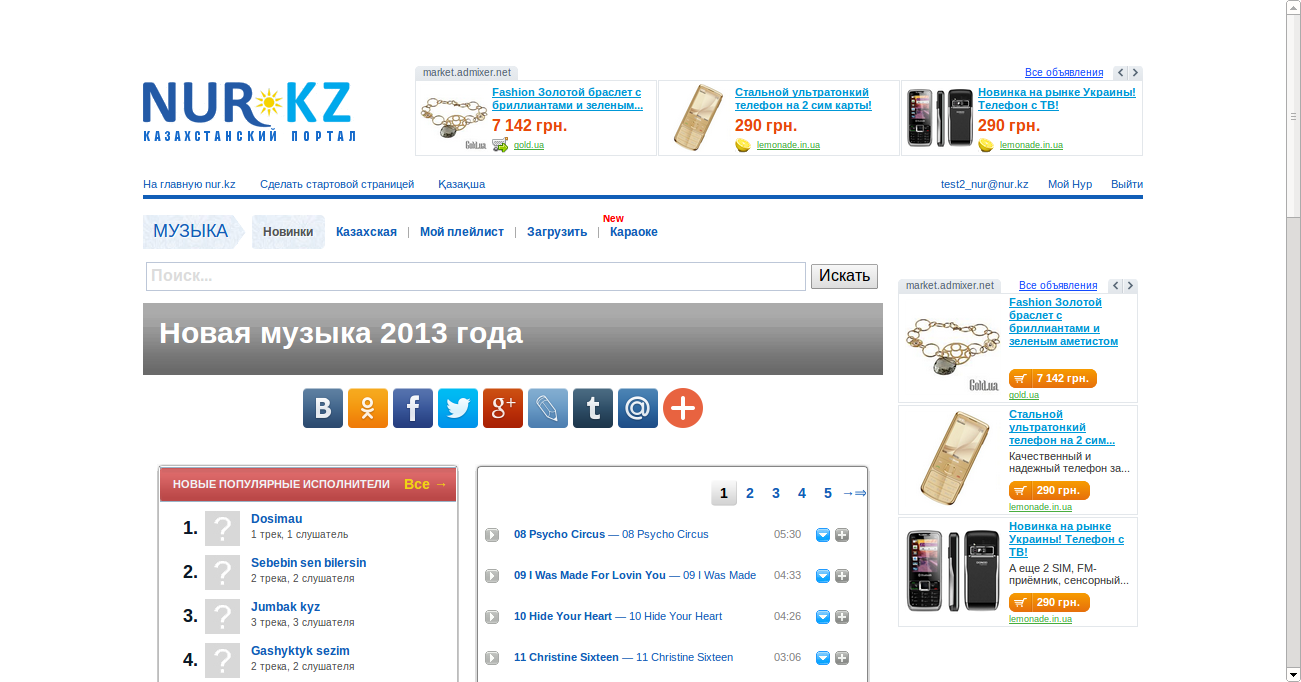 NUR KZ
КАЗАХСТАНСКИЙ ПОРТАЛ
market.admixer.net
Все объявления
Fashion Золотой браслет с
бриллиантами и зеленым...
7 142 грн.
Gold.ua
gold.ua
Стальной ультратонкий
телефон на 2 сим карты!
290 грн.
lemonade.in.ua
Новинка на рынке Украины!
Телефон с ТВ!
290 грн.
lemonade.in.ua
На главную nur.kz
Сделать стартовой страницей
Қазақша
test2_nur@nur.kz
Мой Нур
Выйти
МУЗЫКА
Новинки
Казахская
Мой плейлист
Загрузить
New
Караоке
Поиск...
Искать
Новая музыка 2013 года
НОВЫЕ ПОПУЛЯРНЫЕ ИСПОЛНИТЕЛИ
Все →
1.
Dosimau
1 трек, 1 слушатель
2.
Sebebin sen bilersin
2 трека, 2 слушателя
3.
Jumbak kyz
3 трека, 3 слушателя
4.
Gashyktyk sezim
2 трека, 2 слушателя
1 2 3 4 5 →⇒
08 Psycho Circus — 08 Psycho Circus 05:30
09 I Was Made For Lovin You — 09 I Was Made 04:33
10 Hide Your Heart — 10 Hide Your Heart 04:26
11 Christine Sixteen — 11 Christine Sixteen 03:06
market.admixer.net
Все объявления
Fashion Золотой
браслет с
бриллиантами и
зеленым аметистом
Gold.ua
7 142 грн.
gold.ua
Стальной
ультратонкий
телефон на 2 сим...
Качественный и
надежный телефон за...
290 грн.
lemonade.in.ua
Новинка на рынке
Украины! Телефон с
ТВ!
А еще 2 SIM, FM-
приёмник, сенсорный...
290 грн.
lemonade.in.ua